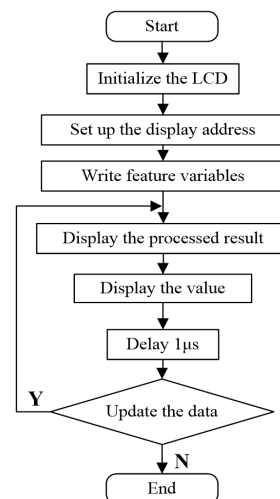 Start
Initialize the LCD
Set up the display address
Write feature variables
Display the processed result
Display the value
Delay 1μs
Y
Update the data
N
End